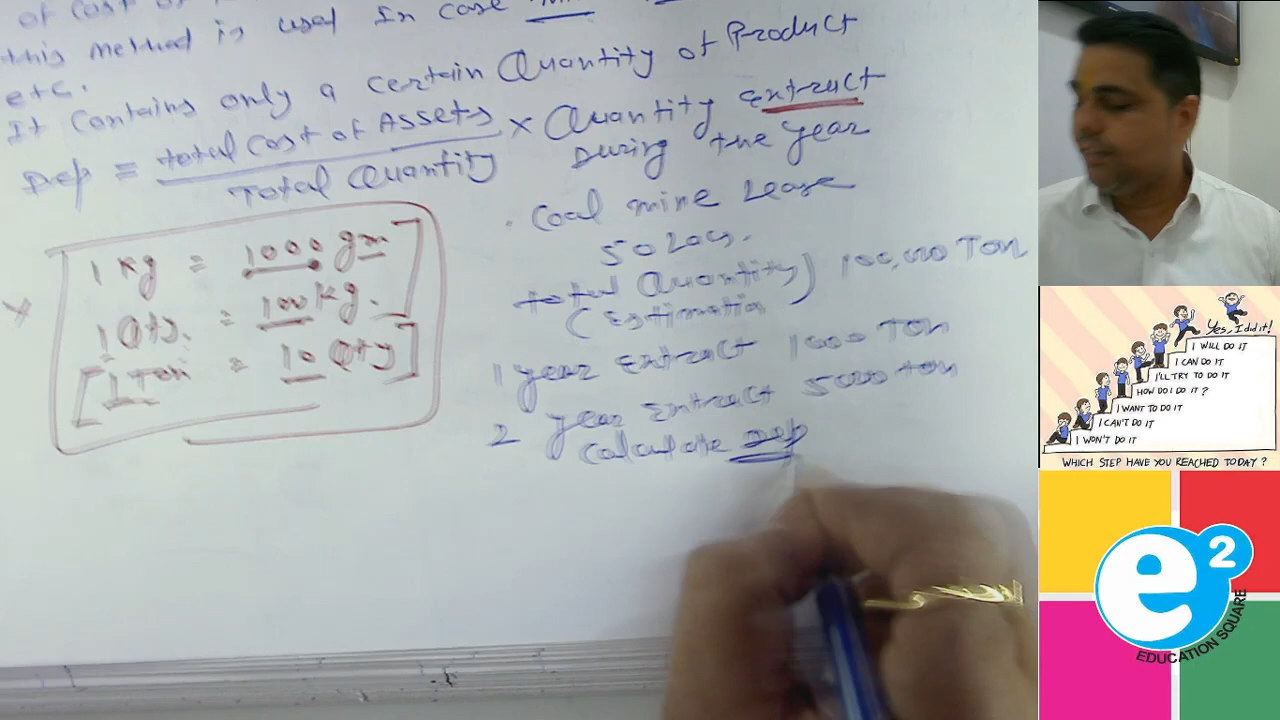 of cost of
this method is used In case
etc.
It contains only a certain Quantity of Product
Dep = total cost of Assets × Quantity extract
Total Quantity During the year
1 kg = 1000 gm
1 Qty. = 100 kg.
1 Ton = 10 Qty
Coal mine Lease
50 Lacs.
total Quantity) 100,000 Ton
(Estimation
1 year Extract 1000 Ton
2 year Extract 5000 ton
Calculate Dep
Yes, I did it!
I WILL DO IT
I CAN DO IT
I'LL TRY TO DO IT
HOW DO I DO IT?
I WANT TO DO IT
I CAN'T DO IT
I WON'T DO IT
WHICH STEP HAVE YOU REACHED TODAY?
e2
EDUCATION SQUARE